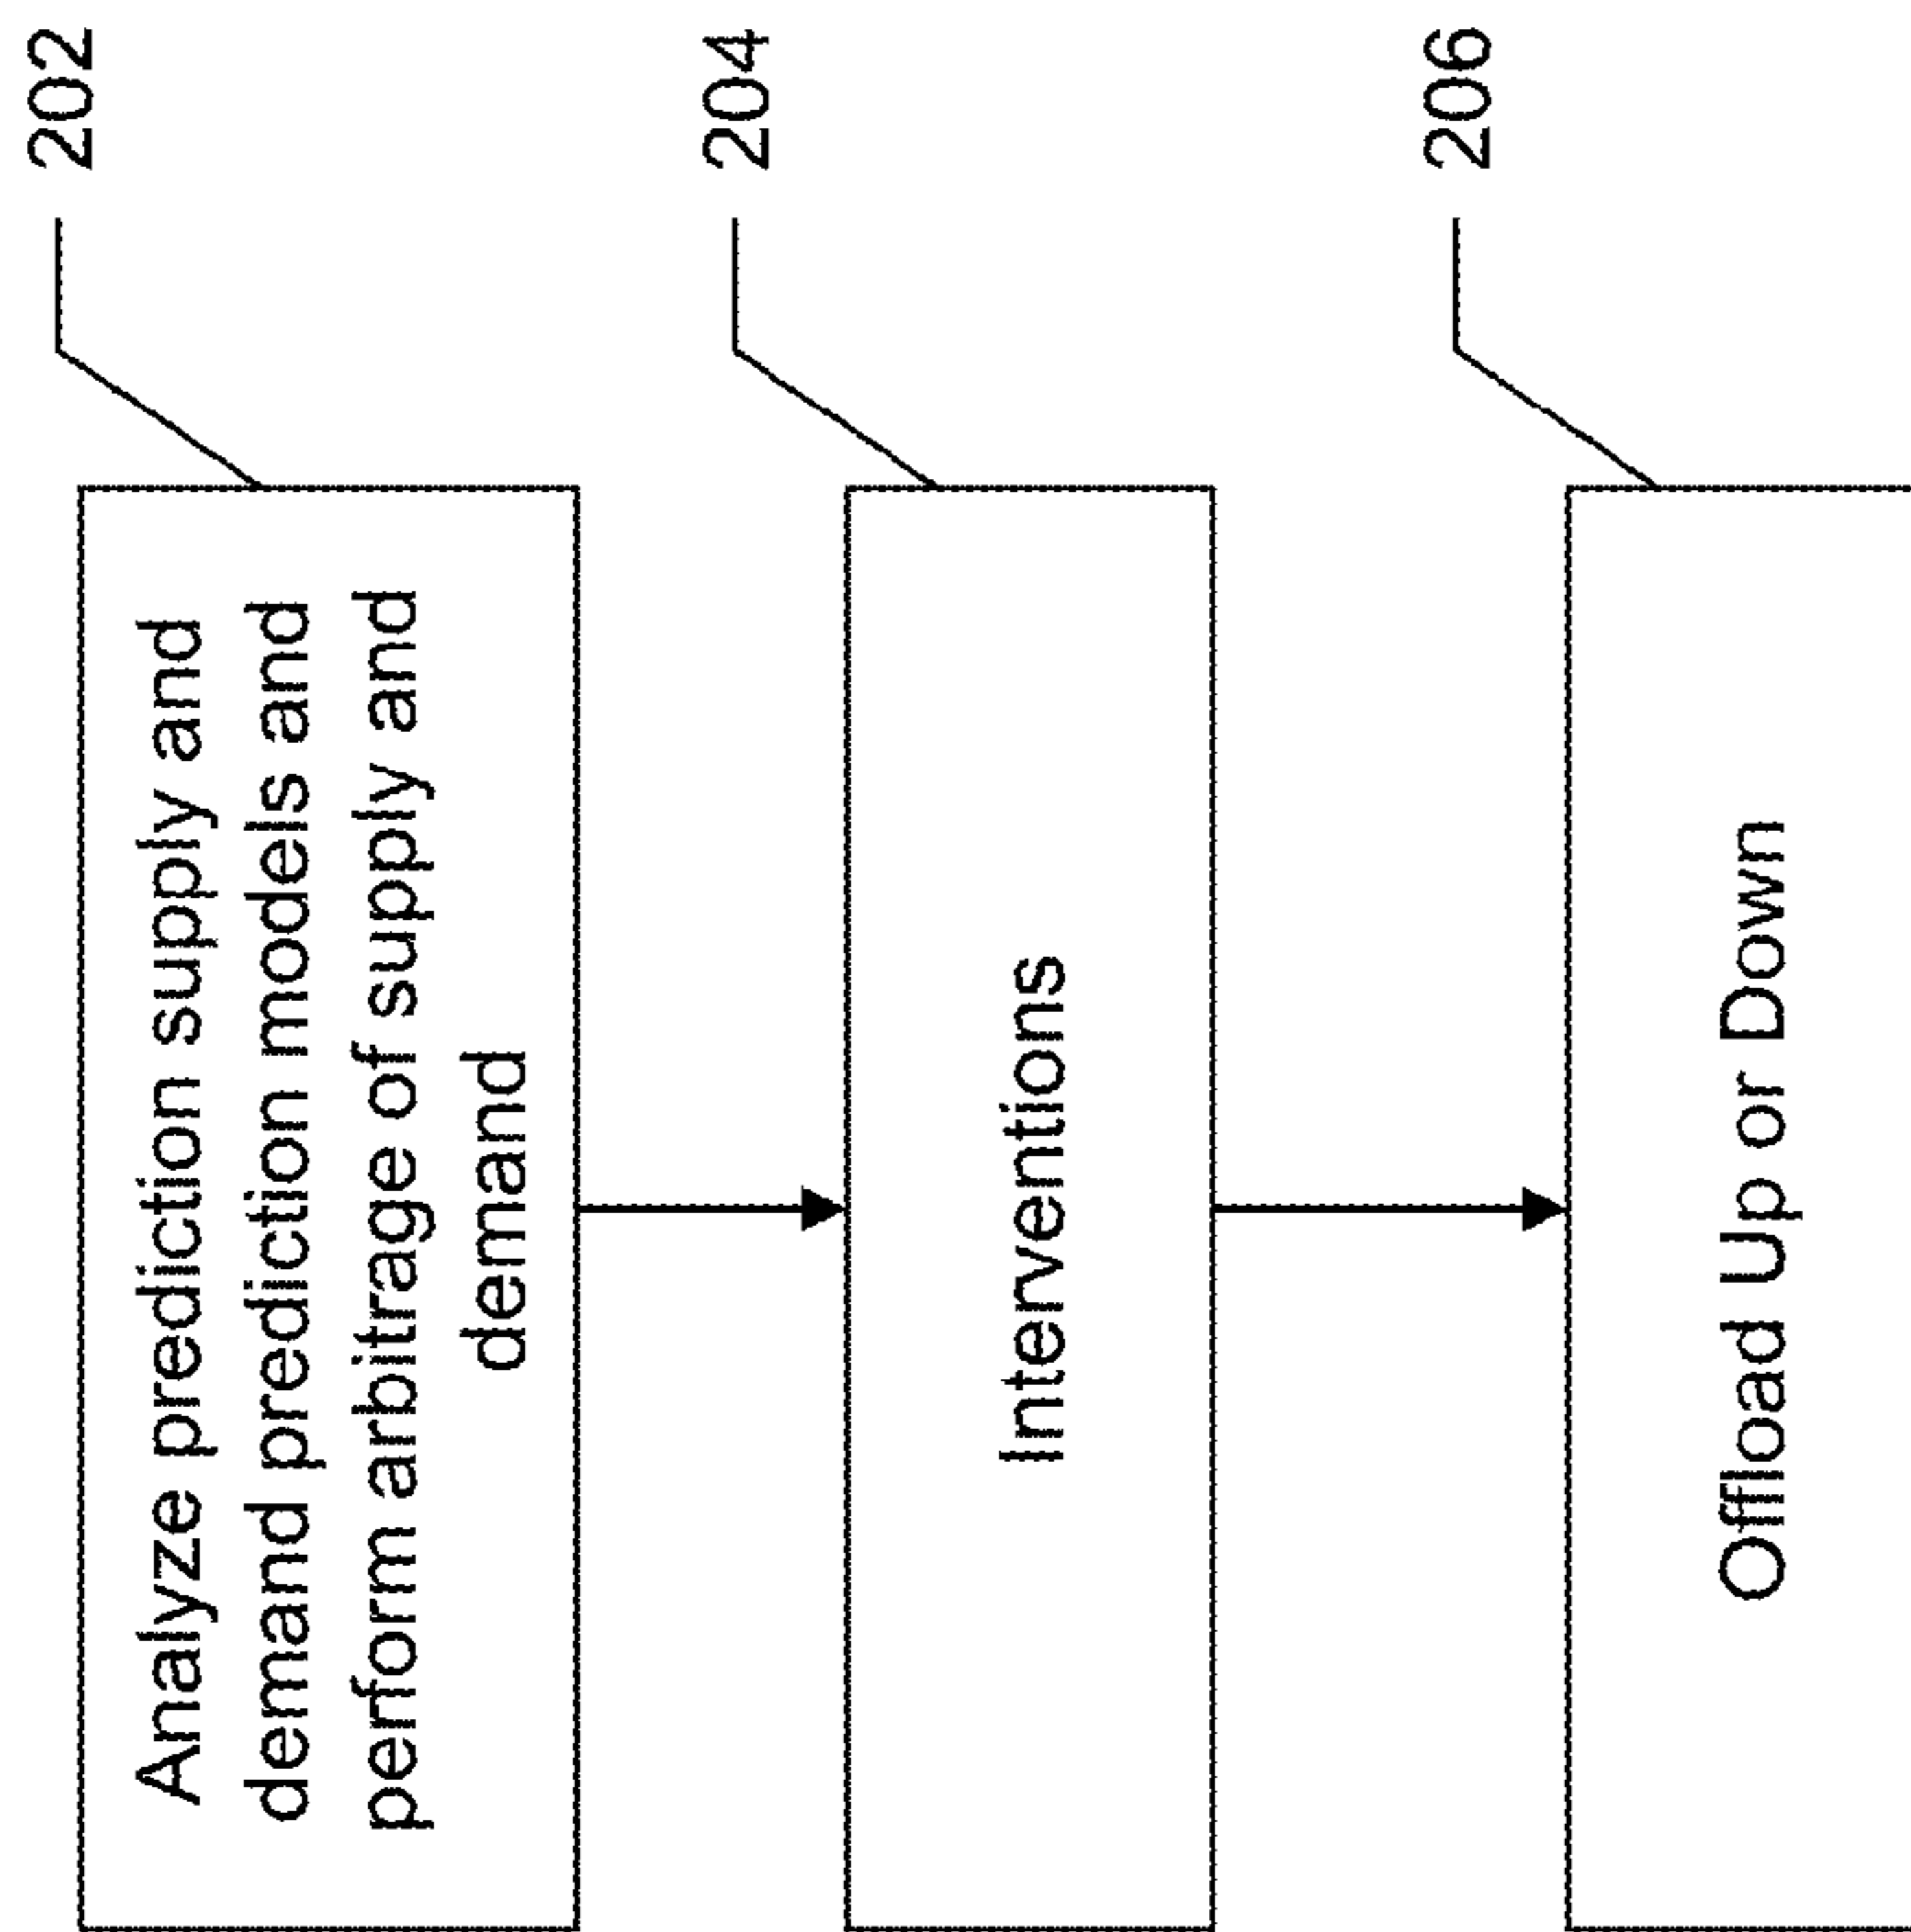 202
Analyze prediction supply and
demand prediction models and
perform arbitrage of supply and
demand
204
Interventions
206
Offload Up or Down